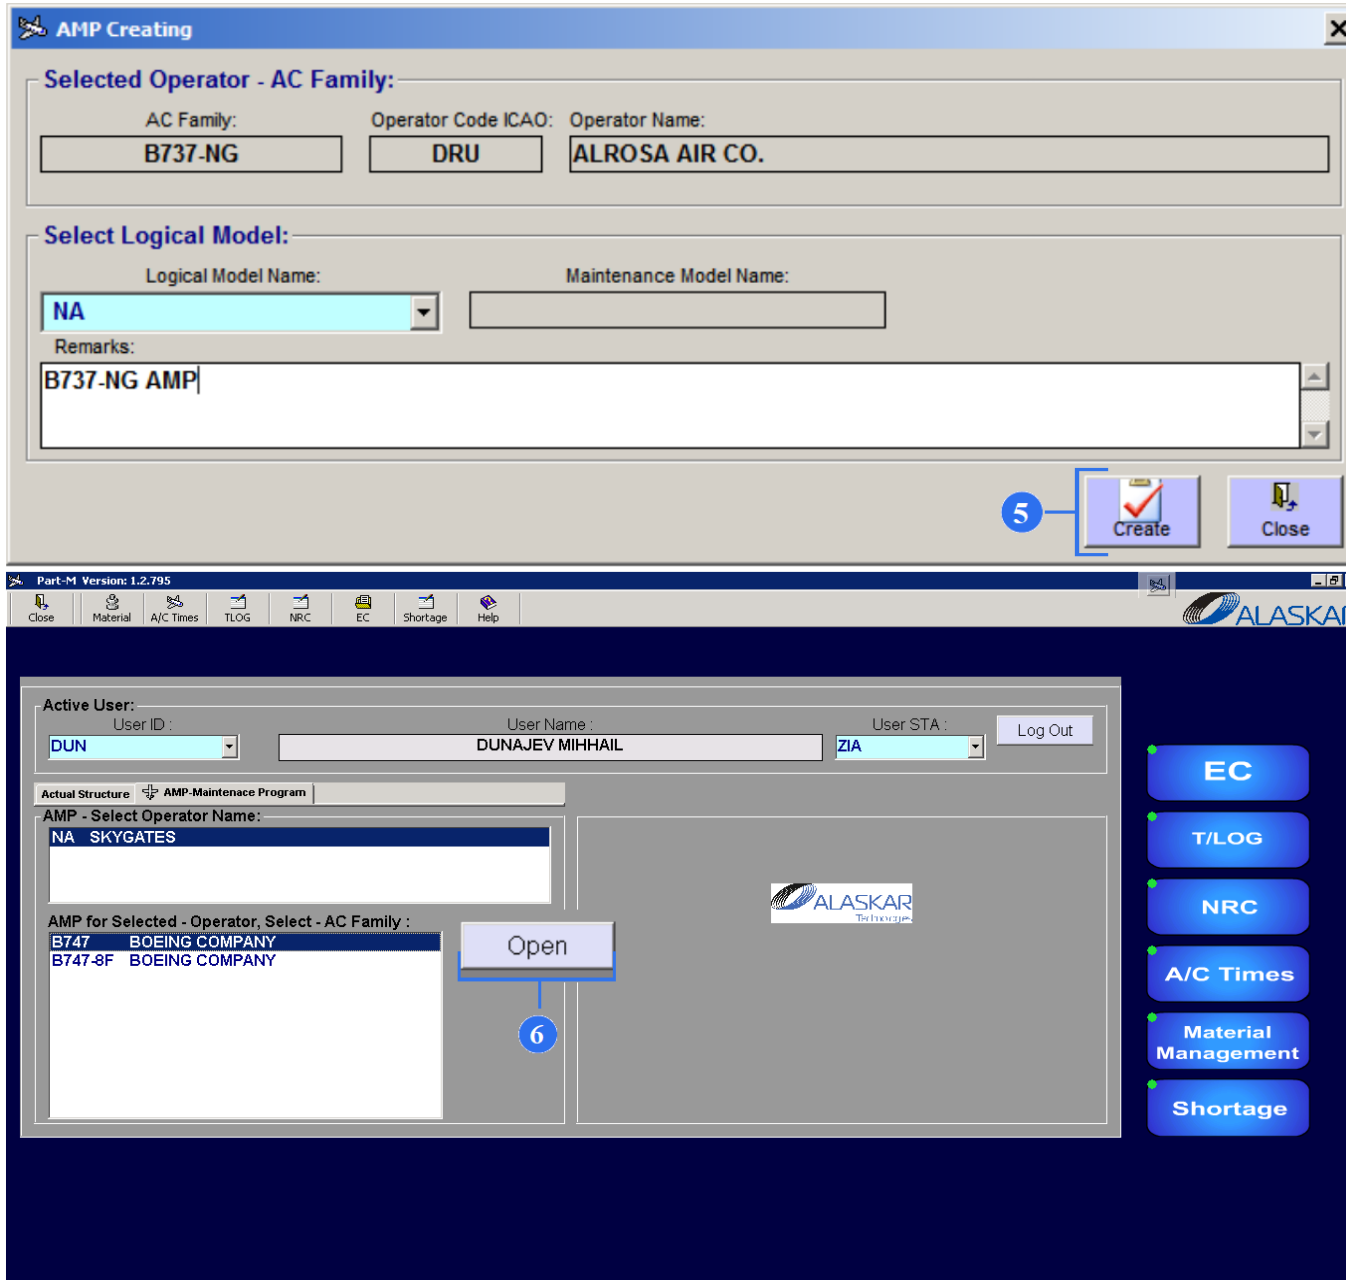 AMP Creating
Selected Operator - AC Family:
AC Family: Operator Code ICAO: Operator Name:
B737-NG DRU ALROSA AIR CO.
Select Logical Model:
Logical Model Name: Maintenance Model Name:
NA
Remarks:
B737-NG AMP
5
Create Close
Part-M Version: 1.2.795
Close Material A/C Times TLOG NRC EC Shortage Help
ALASKAR
Active User:
User ID : User Name : User STA :
DUN DUNAJEV MIHHAIL ZIA Log Out
Actual Structure AMP-Maintenace Program
AMP - Select Operator Name:
NA SKYGATES
AMP for Selected - Operator, Select - AC Family :
B747 BOEING COMPANY
B747-8F BOEING COMPANY
Open
6
ALASKAR
Technologies
EC
T/LOG
NRC
A/C Times
Material
Management
Shortage